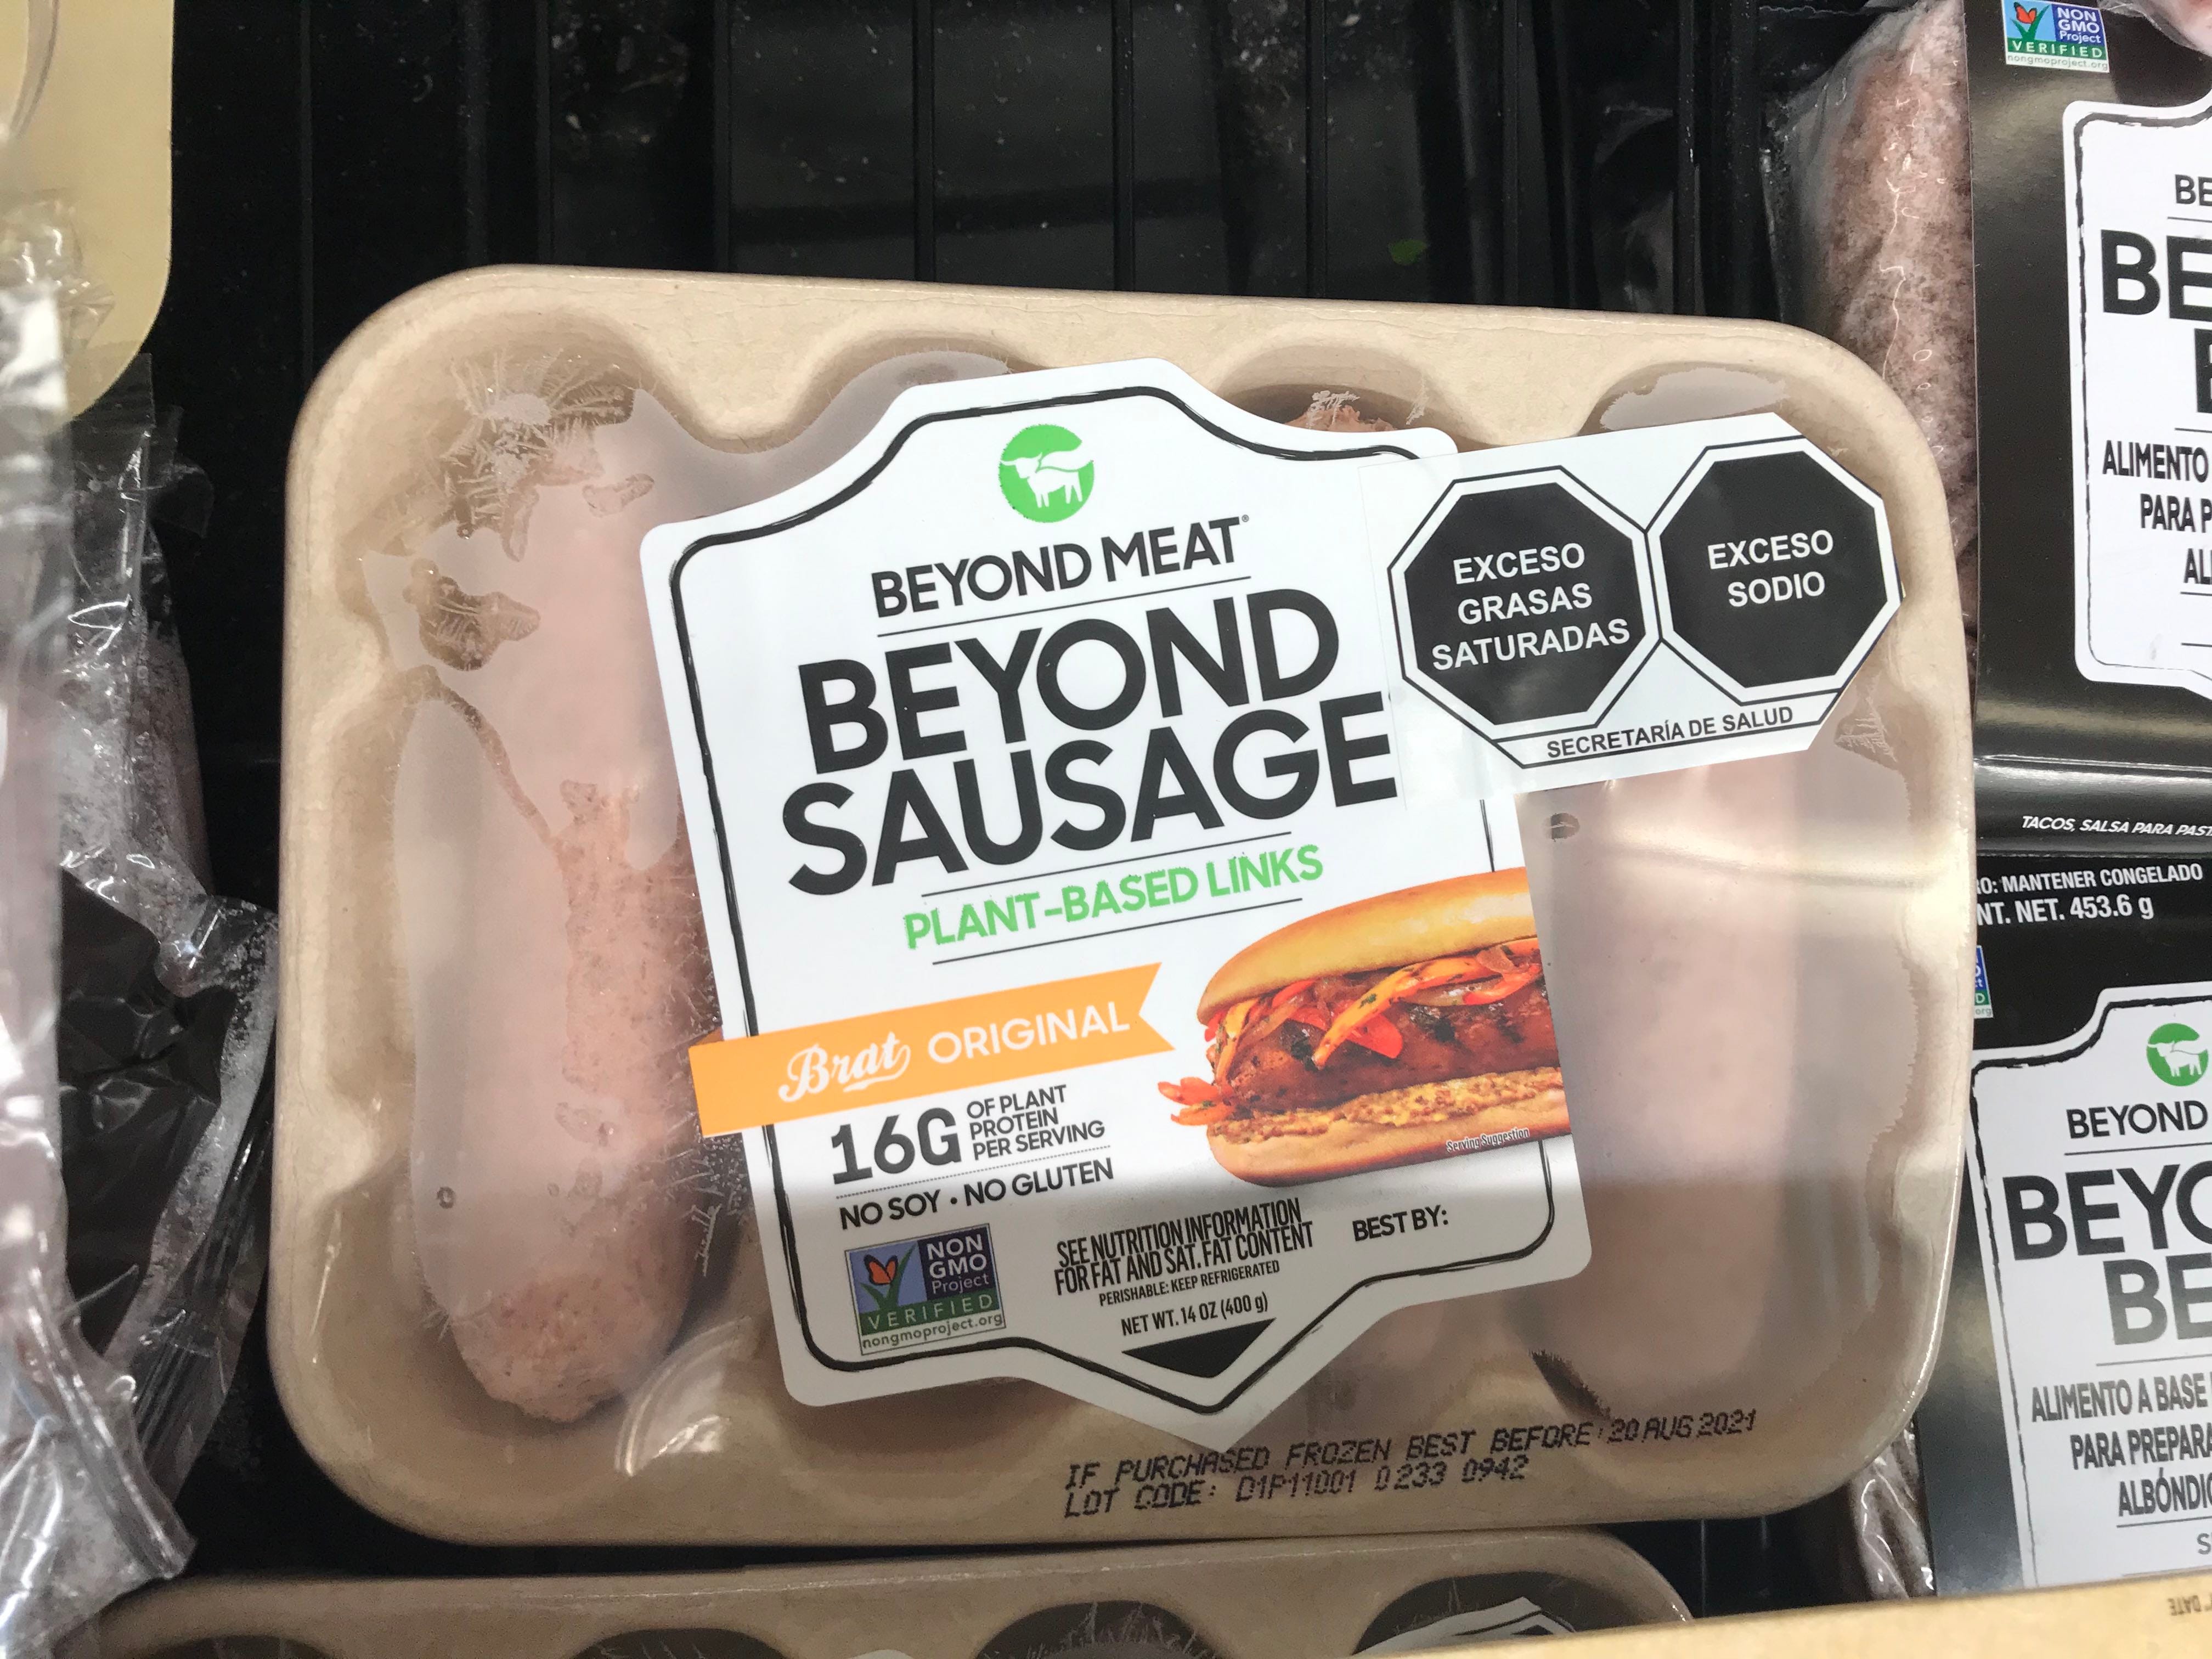 BEYOND MEAT®
BEYOND
SAUSAGE
PLANT-BASED LINKS
Brat ORIGINAL
16G OF PLANT
PROTEIN
PER SERVING
NO SOY • NO GLUTEN
NON
GMO
Project
VERIFIED
nongmoproject.org
SEE NUTRITION INFORMATION
FOR FAT AND SAT. FAT CONTENT
PERISHABLE: KEEP REFRIGERATED
NET WT. 14 OZ (400 g)
BEST BY:
Serving Suggestion
EXCESO
GRASAS
SATURADAS
EXCESO
SODIO
SECRETARÍA DE SALUD
IF PURCHASED FROZEN BEST BEFORE: 20 AUG 2021
LOT CODE: D1P11001 0233 0942
NON
GMO
Project
VERIFIED
nongmoproject.org
BE
BE
ALIMENTO
PARA P
AL
TACOS, SALSA PARA PAST
RO: MANTENER CONGELADO
NT. NET. 453.6 g
BEYOND
BEYO
BE
ALIMENTO A BASE
PARA PREPARA
ALBÓNDIG
S
DATE